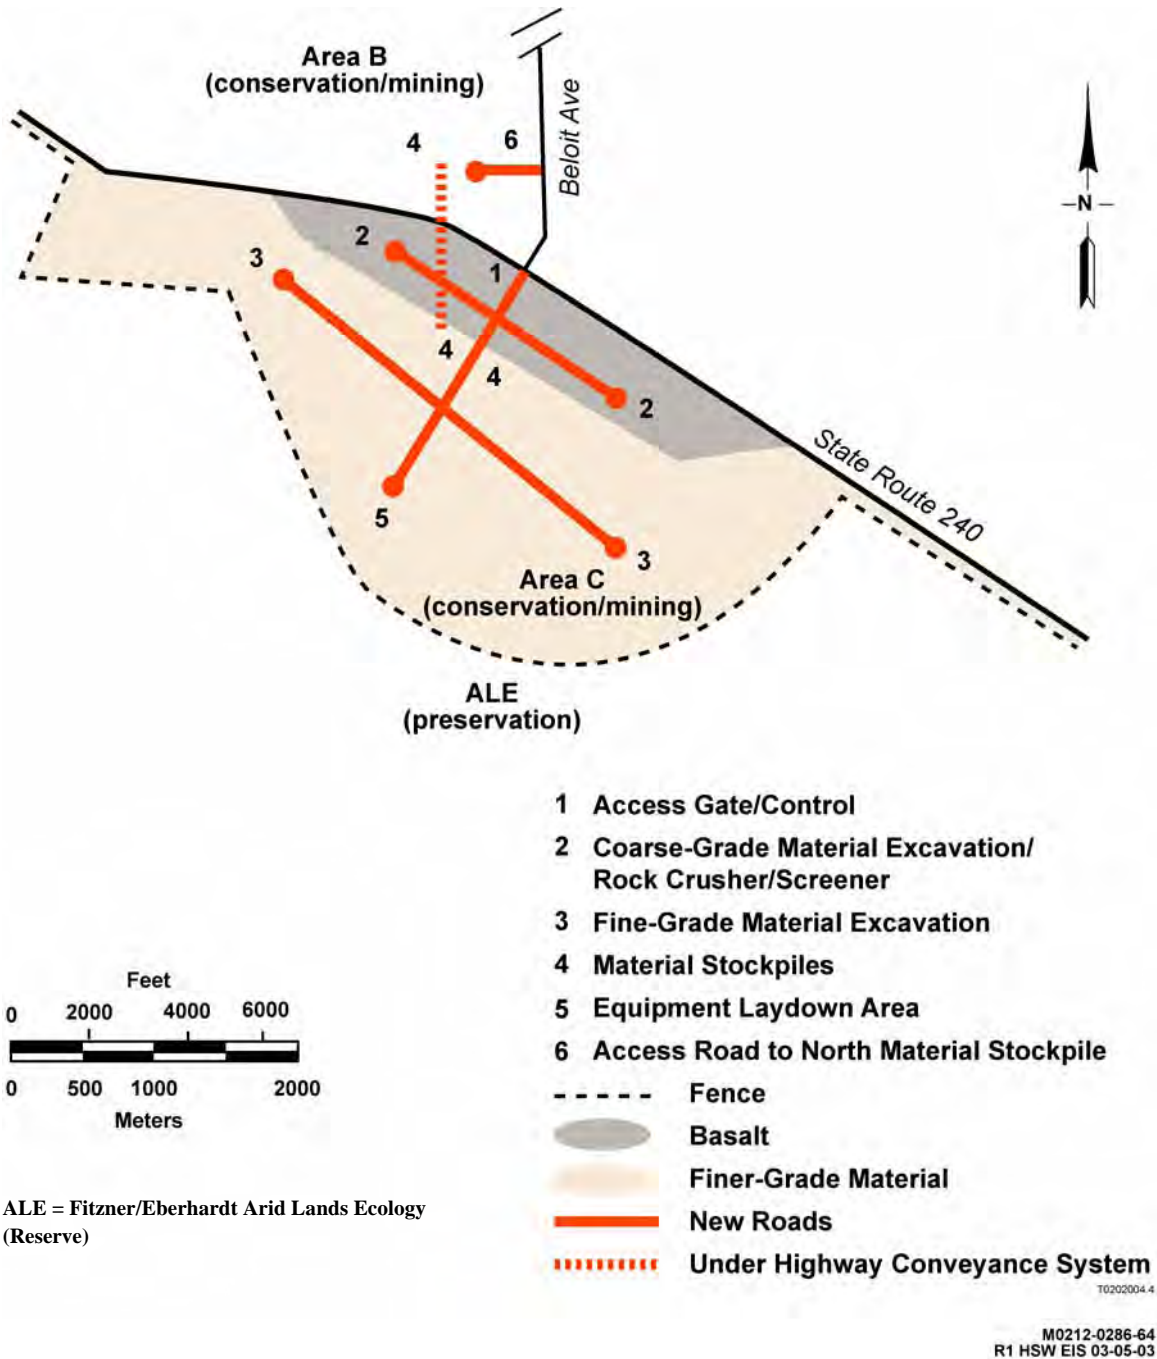 Area B
(conservation/mining)
Beloit Ave
4
6
N
2
1
3
4
4
2
5
State Route 240
3
Area C
(conservation/mining)
ALE
(preservation)
1 Access Gate/Control
2 Coarse-Grade Material Excavation/
Rock Crusher/Screener
3 Fine-Grade Material Excavation
4 Material Stockpiles
5 Equipment Laydown Area
6 Access Road to North Material Stockpile
Fence
Basalt
Finer-Grade Material
New Roads
Under Highway Conveyance System
Feet
0 2000 4000 6000
0 500 1000 2000
Meters
ALE = Fitzner/Eberhardt Arid Lands Ecology
(Reserve)
T0202004.4
M0212-0286-64
R1 HSW EIS 03-05-03